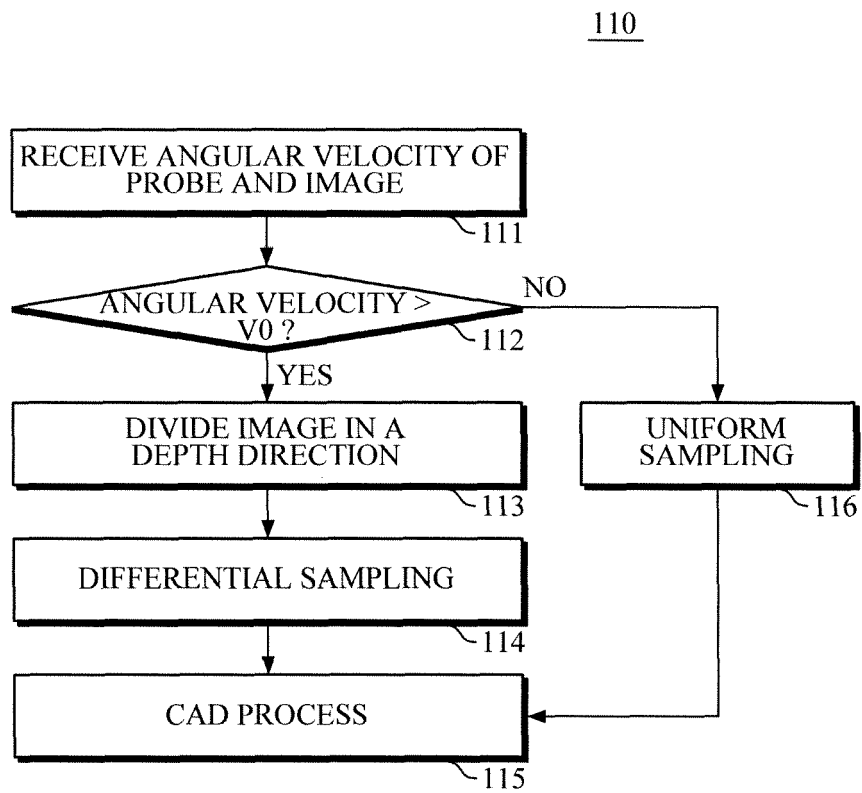 110
RECEIVE ANGULAR VELOCITY OF
PROBE AND IMAGE
111
ANGULAR VELOCITY >
V0 ?
112
NO
YES
DIVIDE IMAGE IN A
DEPTH DIRECTION
113
UNIFORM
SAMPLING
116
DIFFERENTIAL SAMPLING
114
CAD PROCESS
115